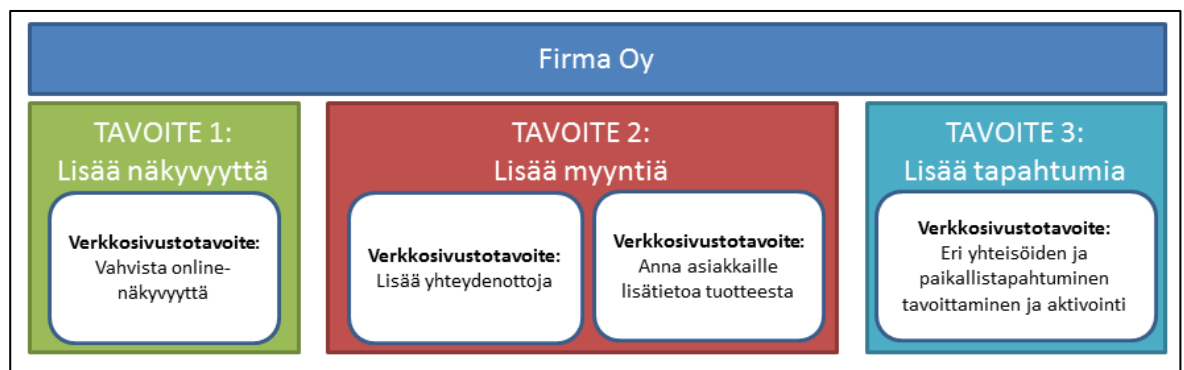 Firma Oy
TAVOITE 1:
Lisää näkyvyyttä
Verkkosivustotavoite:
Vahvista online-
näkyvyyttä
TAVOITE 2:
Lisää myyntiä
Verkkosivustotavoite:
Lisää yhteydenottoja
Verkkosivustotavoite:
Anna asiakkaille
lisätietoa tuotteesta
TAVOITE 3:
Lisää tapahtumia
Verkkosivustotavoite:
Eri yhteisöiden ja
paikallistapahtuminen
tavoittaminen ja aktivointi